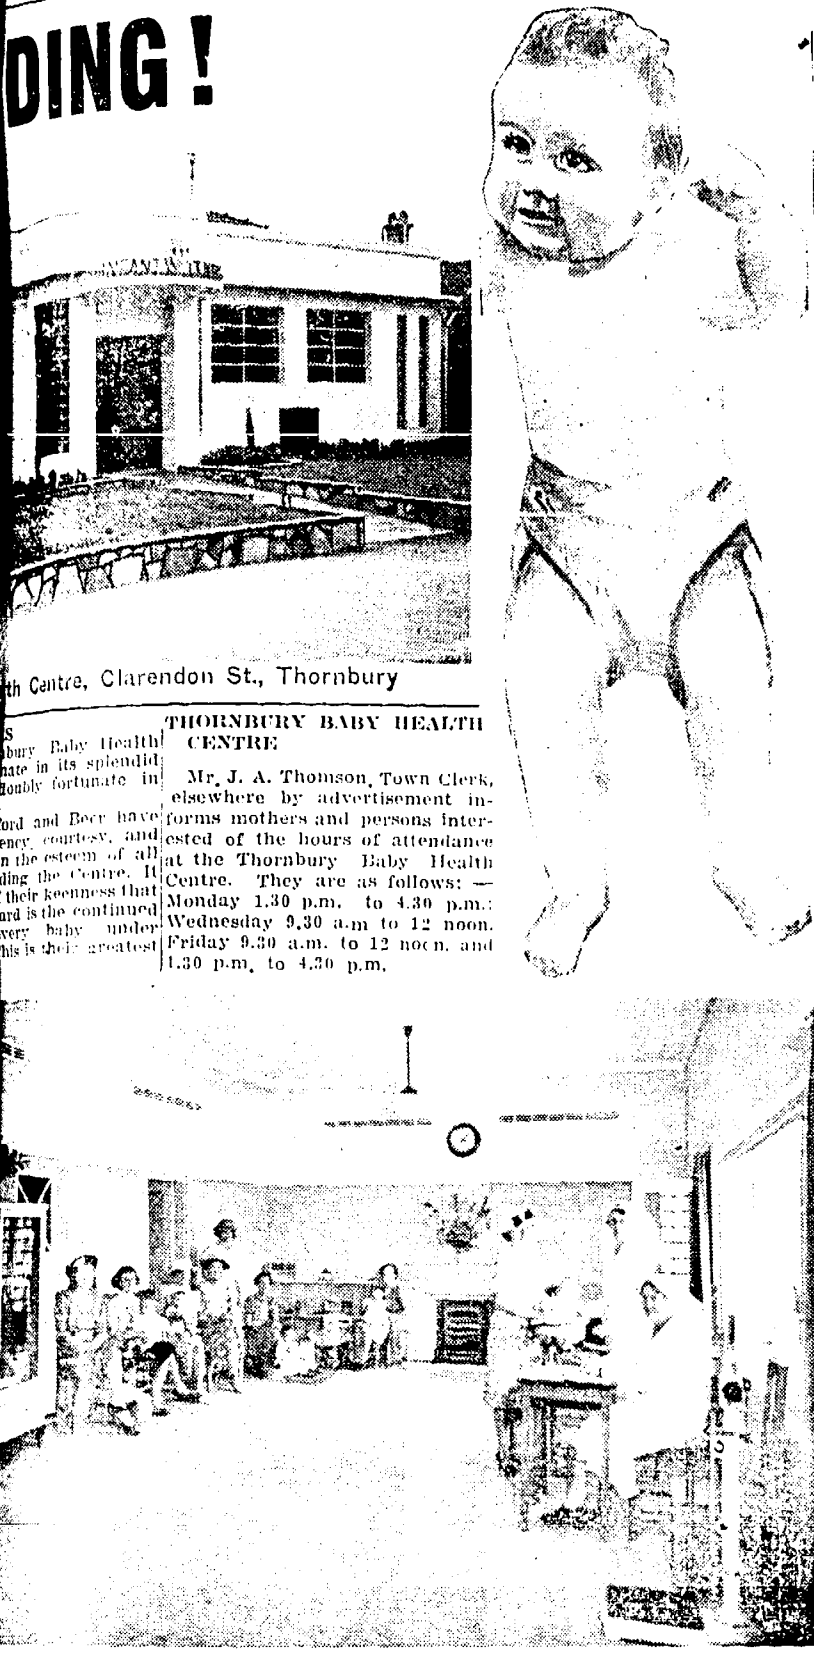 DING!
INFANT
th Centre, Clarendon St., Thornbury
S
bury Baby Health
nate in its splendid
doubly fortunate in
ford and Beer have
ency, courtesy, and
n the esteem of all
ding the Centre. It
their keenness that
ard is the continued
very baby under
his is their greatest
THORNBURY BABY HEALTH
CENTRE
Mr. J. A. Thomson, Town Clerk,
elsewhere by advertisement in-
forms mothers and persons inter-
ested of the hours of attendance
at the Thornbury Baby Health
Centre. They are as follows: —
Monday 1.30 p.m. to 4.30 p.m.;
Wednesday 9.30 a.m to 12 noon.
Friday 9.30 a.m. to 12 noon. and
1.30 p.m. to 4.30 p.m.